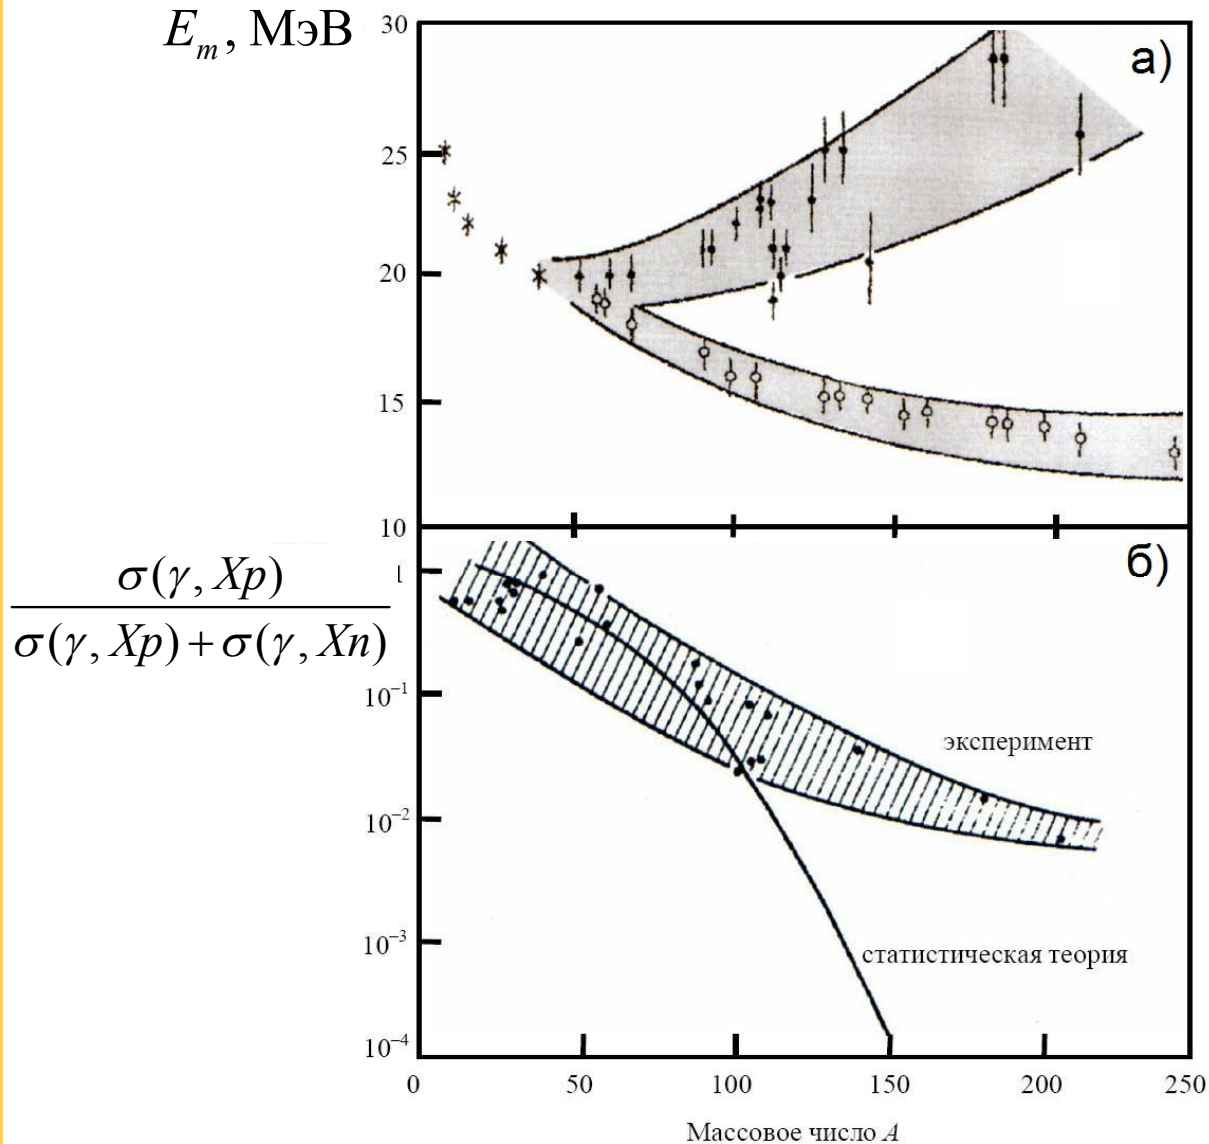 E_m, МэВ
30
а)
25
20
15
10
σ(γ, Xp)
σ(γ, Xp) + σ(γ, Xn)
б)
1
10⁻¹
эксперимент
10⁻²
10⁻³
статистическая теория
10⁻⁴
0 50 100 150 200 250
Массовое число A